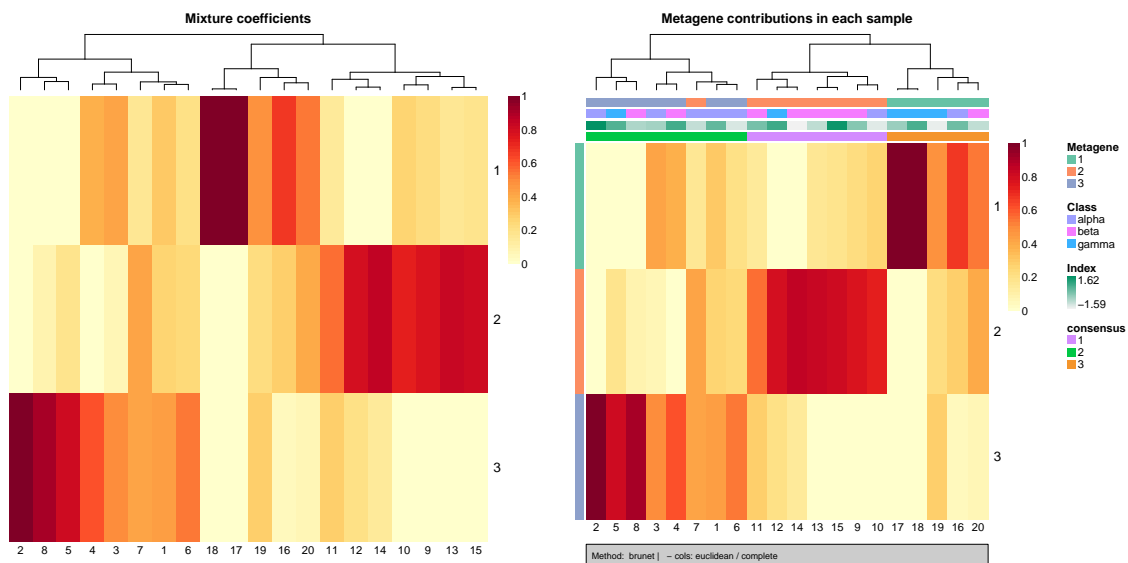 Mixture coefficients
1
0.8
0.6
0.4
0.2
0
1
2
3
2 8 5 4 3 7 1 6 18 17 19 16 20 11 12 14 10 9 13 15
Metagene contributions in each sample
1
0.8
0.6
0.4
0.2
0
1
2
3
2 5 8 3 4 7 1 6 11 12 14 13 15 9 10 17 18 19 16 20
Method: brunet | − cols: euclidean / complete
Metagene
1
2
3
Class
alpha
beta
gamma
Index
1.62
−1.59
consensus
1
2
3